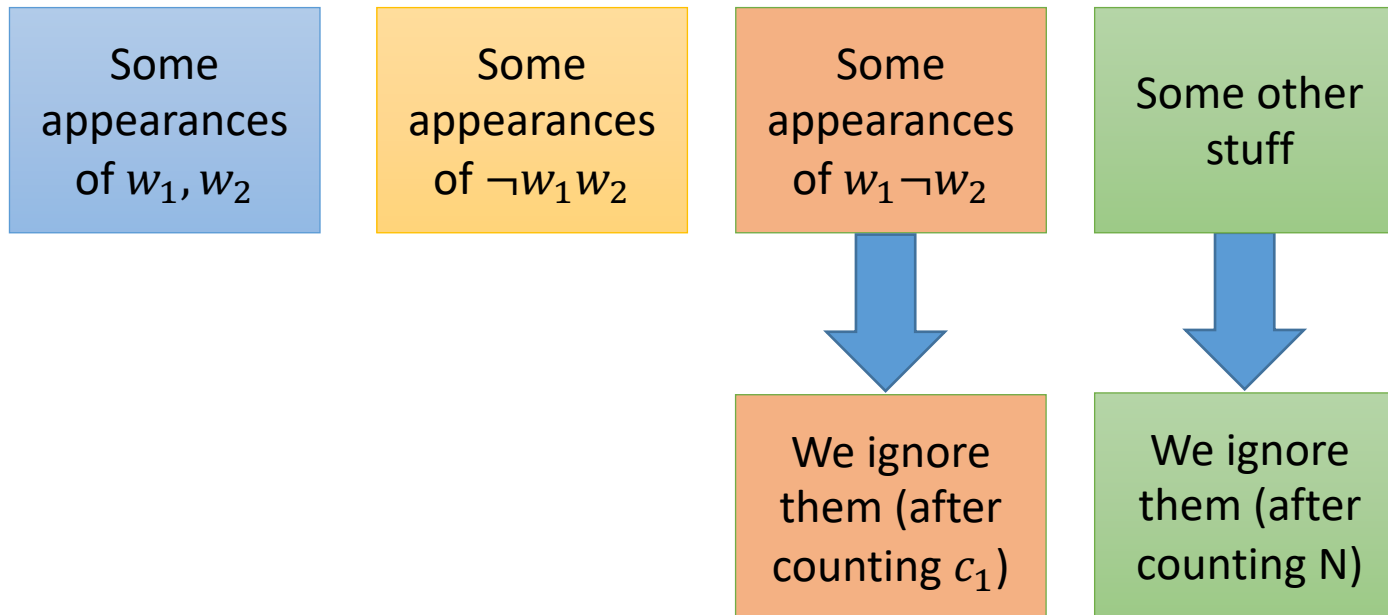 Some
appearances
of w₁, w₂
Some
appearances
of ¬w₁w₂
Some
appearances
of w₁¬w₂
Some other
stuff
We ignore
them (after
counting c₁)
We ignore
them (after
counting N)